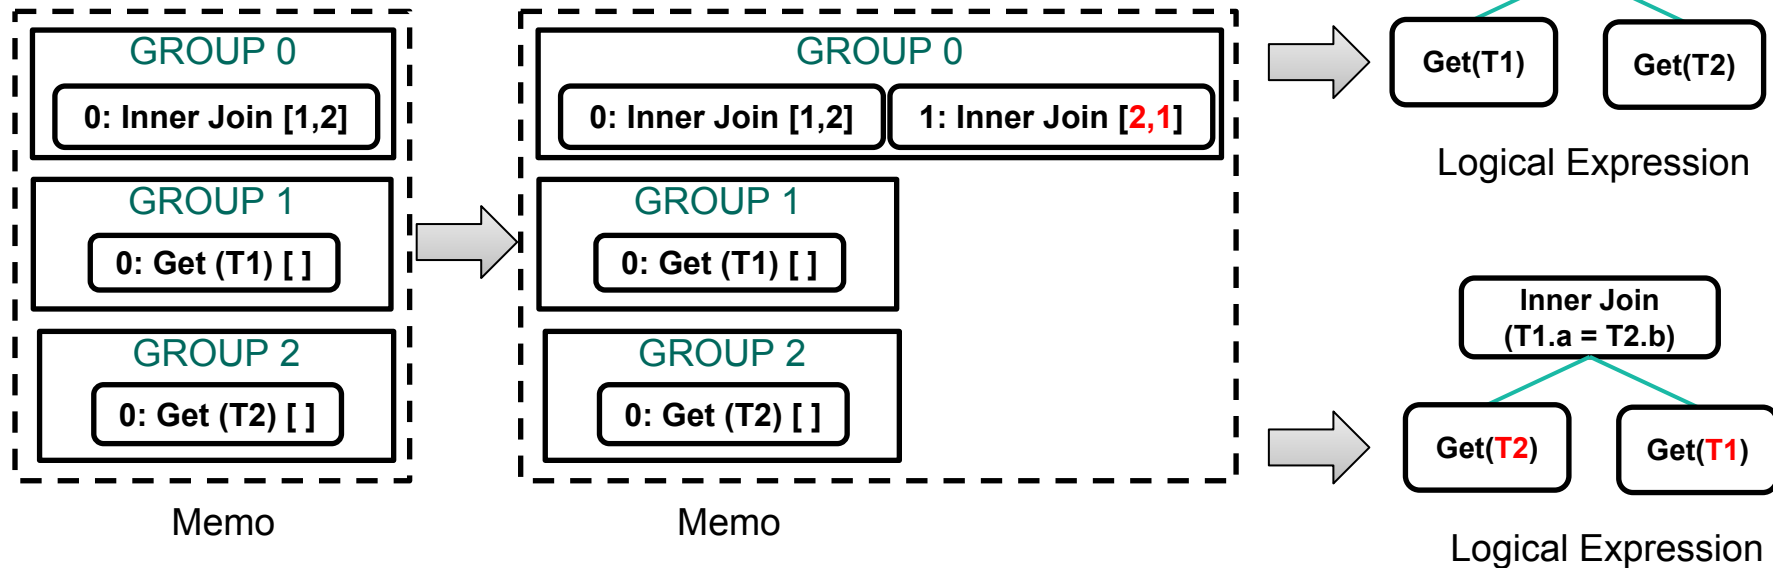 GROUP 0
0: Inner Join [1,2]
GROUP 1
0: Get (T1) [ ]
GROUP 2
0: Get (T2) [ ]
Memo
GROUP 0
0: Inner Join [1,2]
1: Inner Join [2,1]
GROUP 1
0: Get (T1) [ ]
GROUP 2
0: Get (T2) [ ]
Memo
Get(T1)
Get(T2)
Logical Expression
Inner Join
(T1.a = T2.b)
Get(T2)
Get(T1)
Logical Expression